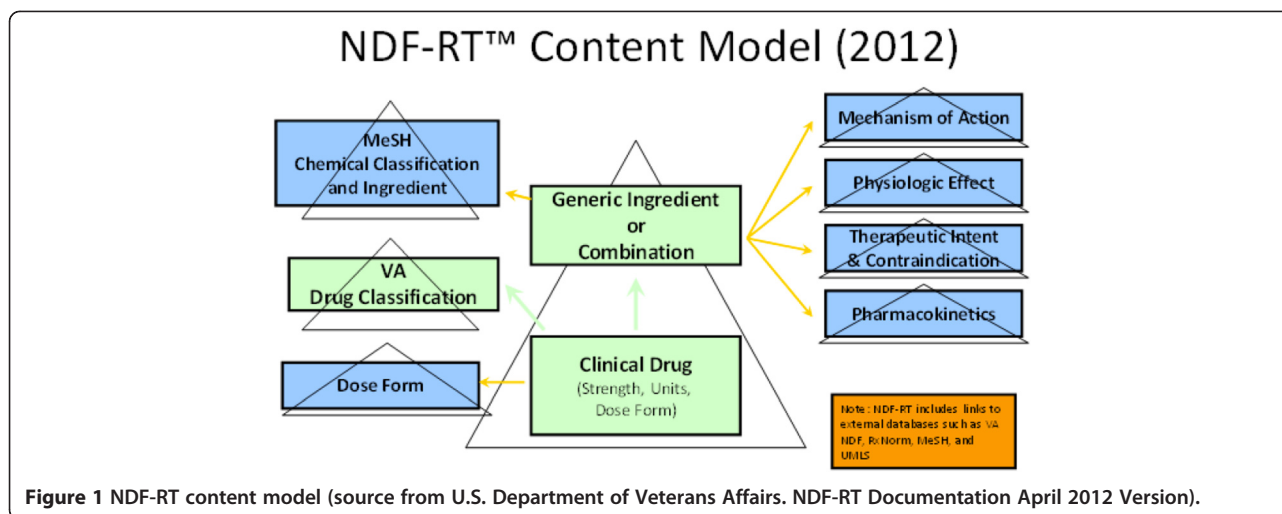 NDF-RT™ Content Model (2012)
MeSH
Chemical Classification
and Ingredient
VA
Drug Classification
Dose Form
Generic Ingredient
or
Combination
Clinical Drug
(Strength, Units,
Dose Form)
Mechanism of Action
Physiologic Effect
Therapeutic Intent
& Contraindication
Pharmacokinetics
Note: NDF-RT includes links to
external databases such as VA
NDF, RxNorm, MeSH, and
UMLS
Figure 1 NDF-RT content model (source from U.S. Department of Veterans Affairs. NDF-RT Documentation April 2012 Version).